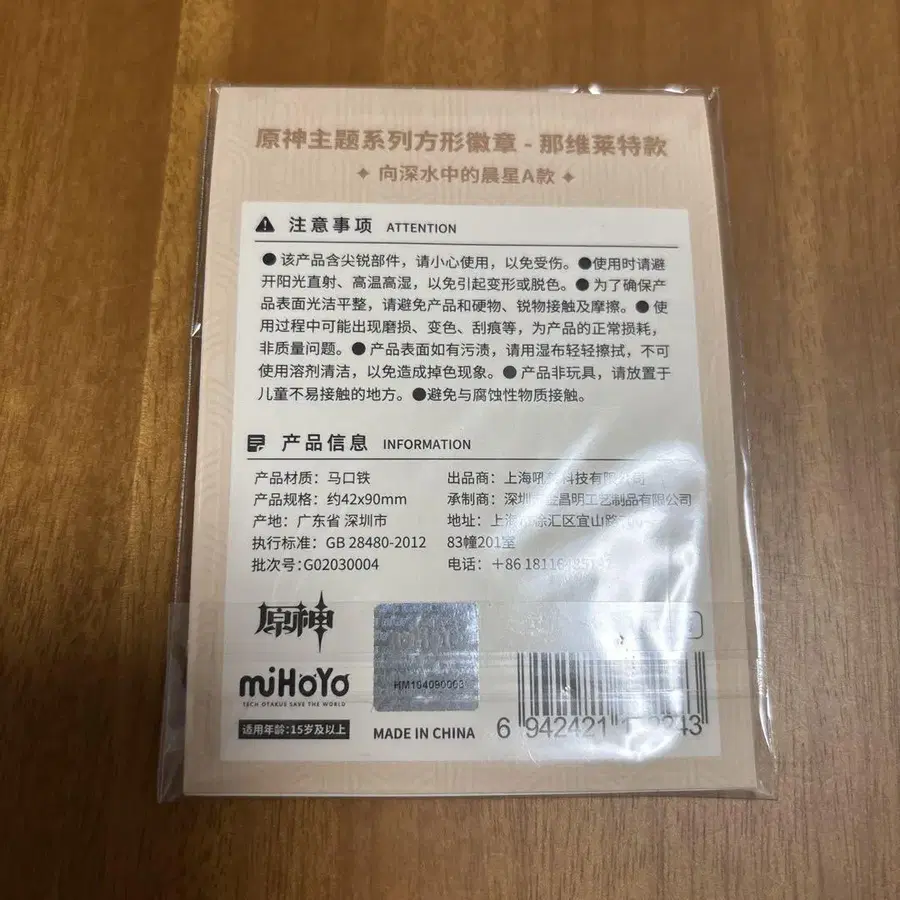 原神主题系列方形徽章 - 那维莱特款
✦ 向深水中的晨星A款 ✦
注意事项 ATTENTION
● 该产品含尖锐部件，请小心使用，以免受伤。●使用时请避
开阳光直射、高温高湿，以免引起变形或脱色。● 为了确保产
品表面光洁平整，请避免产品和硬物、锐物接触及摩擦。● 使
用过程中可能出现磨损、变色、刮痕等，为产品的正常损耗，
非质量问题。● 产品表面如有污渍，请用湿布轻轻擦拭，不可
使用溶剂清洁，以免造成掉色现象。● 产品非玩具，请放置于
儿童不易接触的地方。●避免与腐蚀性物质接触。
产品信息 INFORMATION
产品材质：马口铁
产品规格：约42x90mm
产地：广东省 深圳市
执行标准：GB 28480-2012
批次号:G02030004
出品商：上海 科技有限公司
承制商：深圳 昌明工艺制品有限公司
地址：上海 徐汇区宜山路
83幢201室
电话：+86
原神
miHoYo
TECH OTAKUS SAVE THE WORLD
适用年龄:15岁及以上
HM104090003
MADE IN CHINA
6 942421